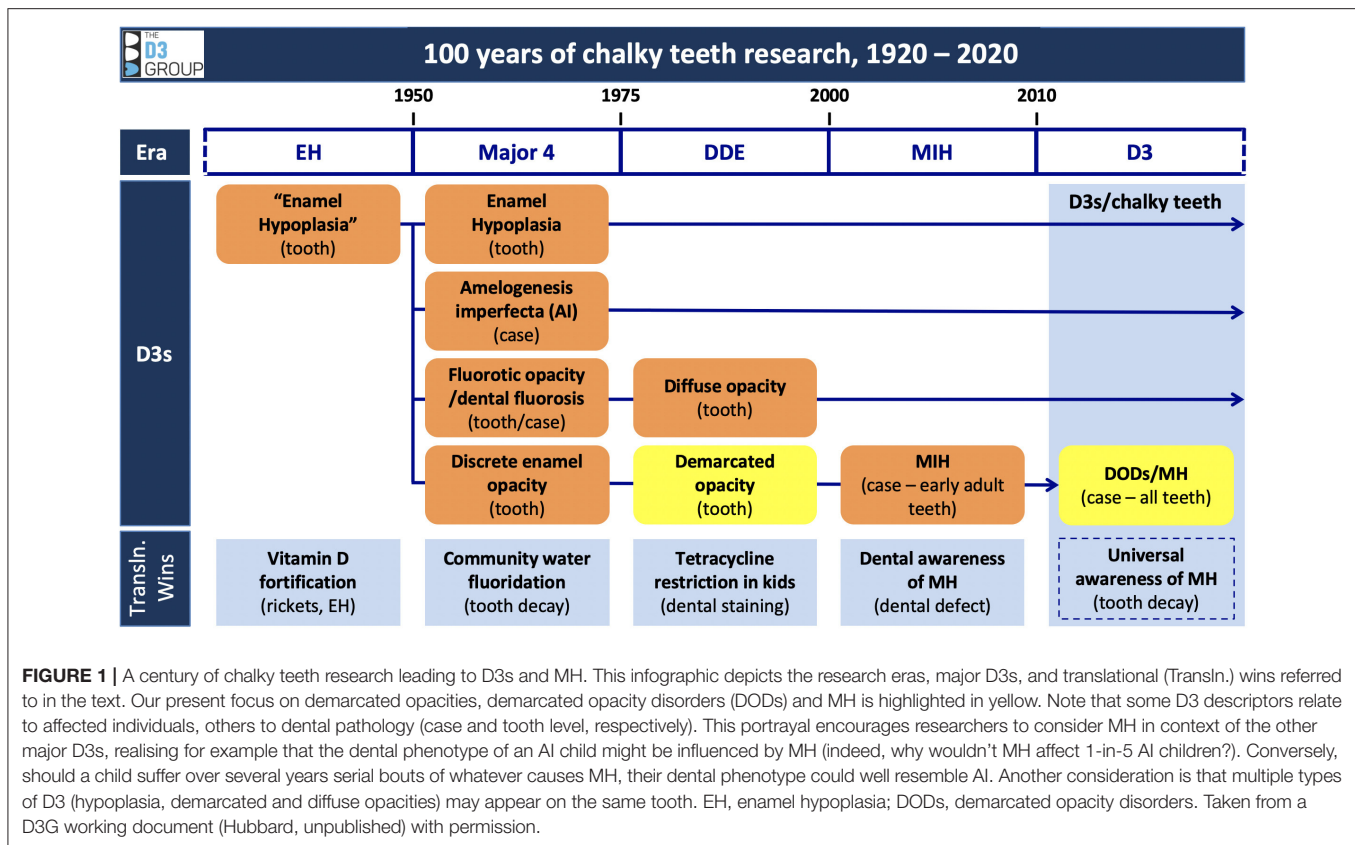 THE
D3
GROUP
100 years of chalky teeth research, 1920 – 2020
1950
1975
2000
2010
Era
EH
Major 4
DDE
MIH
D3
D3s
"Enamel
Hypoplasia"
(tooth)
Enamel
Hypoplasia
(tooth)
D3s/chalky teeth
Amelogenesis
imperfecta (AI)
(case)
Fluorotic opacity
/dental fluorosis
(tooth/case)
Diffuse opacity
(tooth)
Discrete enamel
opacity
(tooth)
Demarcated
opacity
(tooth)
MIH
(case – early adult
teeth)
DODs/MH
(case – all teeth)
Transln.
Wins
Vitamin D
fortification
(rickets, EH)
Community water
fluoridation
(tooth decay)
Tetracycline
restriction in kids
(dental staining)
Dental awareness
of MH
(dental defect)
Universal
awareness of MH
(tooth decay)
FIGURE 1 | A century of chalky teeth research leading to D3s and MH. This infographic depicts the research eras, major D3s, and translational (Transln.) wins referred
to in the text. Our present focus on demarcated opacities, demarcated opacity disorders (DODs) and MH is highlighted in yellow. Note that some D3 descriptors relate
to affected individuals, others to dental pathology (case and tooth level, respectively). This portrayal encourages researchers to consider MH in context of the other
major D3s, realising for example that the dental phenotype of an AI child might be influenced by MH (indeed, why wouldn't MH affect 1-in-5 AI children?). Conversely,
should a child suffer over several years serial bouts of whatever causes MH, their dental phenotype could well resemble AI. Another consideration is that multiple types
of D3 (hypoplasia, demarcated and diffuse opacities) may appear on the same tooth. EH, enamel hypoplasia; DODs, demarcated opacity disorders. Taken from a
D3G working document (Hubbard, unpublished) with permission.